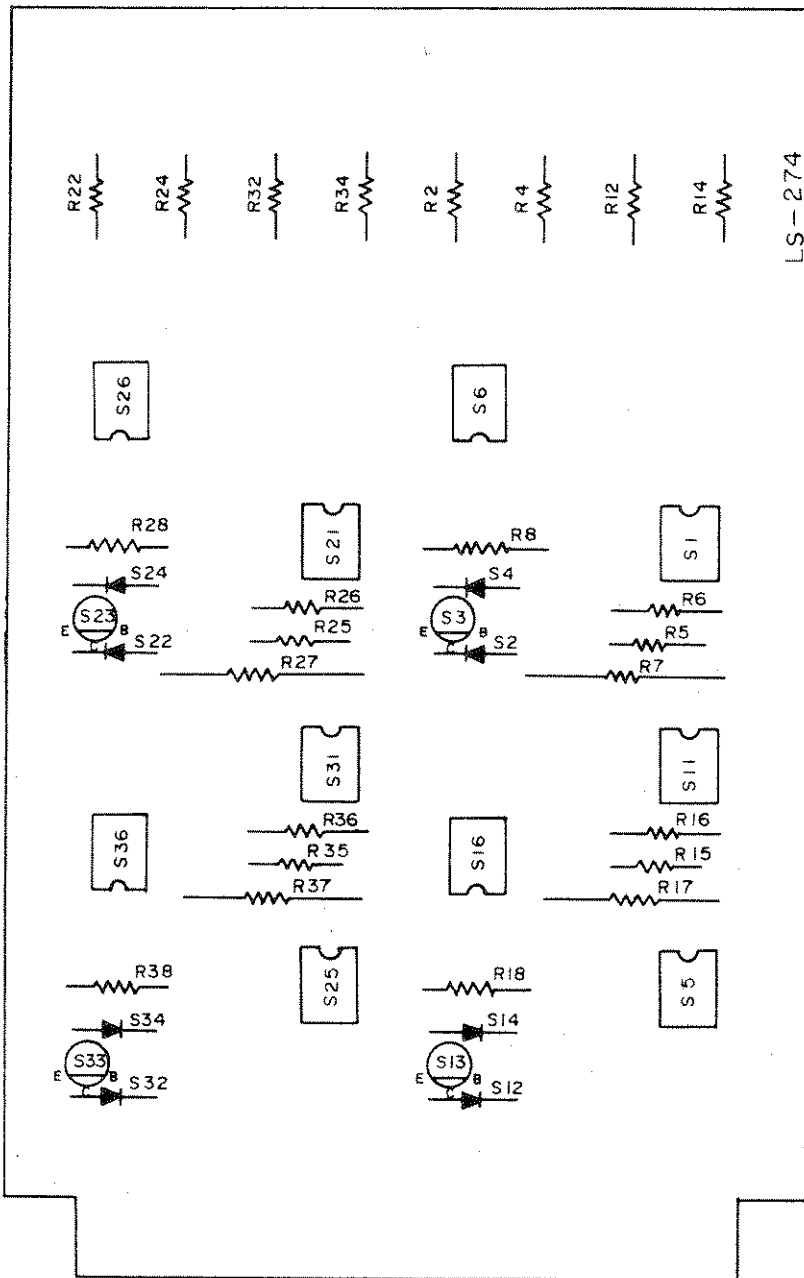 R22
R24
R32
R34
R2
R4
R12
R14
LS-274
S26
S6
R28
S21
R8
S1
S24
S4
R26
R6
S23
S3
E
B
E
B
R25
R5
C
S22
C
S2
R27
R7
S31
S11
R36
R16
S36
S16
R35
R15
R37
R17
R38
S25
R18
S5
S34
S14
S33
S13
E
B
E
B
C
S32
C
S12